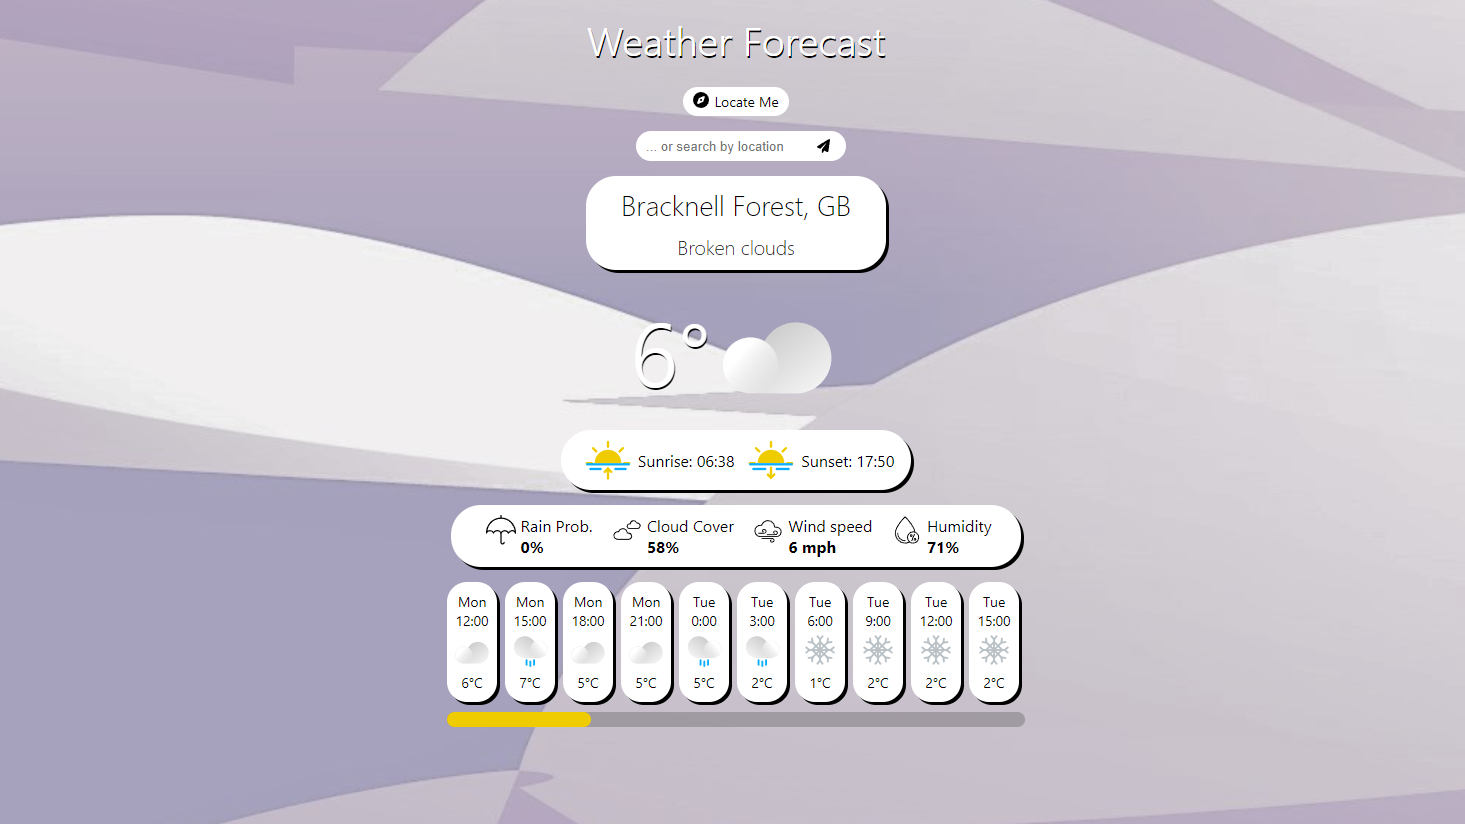 Weather Forecast
Locate Me
... or search by location
Bracknell Forest, GB
Broken clouds
6°
Sunrise: 06:38 Sunset: 17:50
Rain Prob. Cloud Cover Wind speed Humidity
0% 58% 6 mph 71%
Mon Mon Mon Mon Tue Tue Tue Tue Tue Tue
12:00 15:00 18:00 21:00 0:00 3:00 6:00 9:00 12:00 15:00
6°C 7°C 5°C 5°C 5°C 2°C 1°C 2°C 2°C 2°C